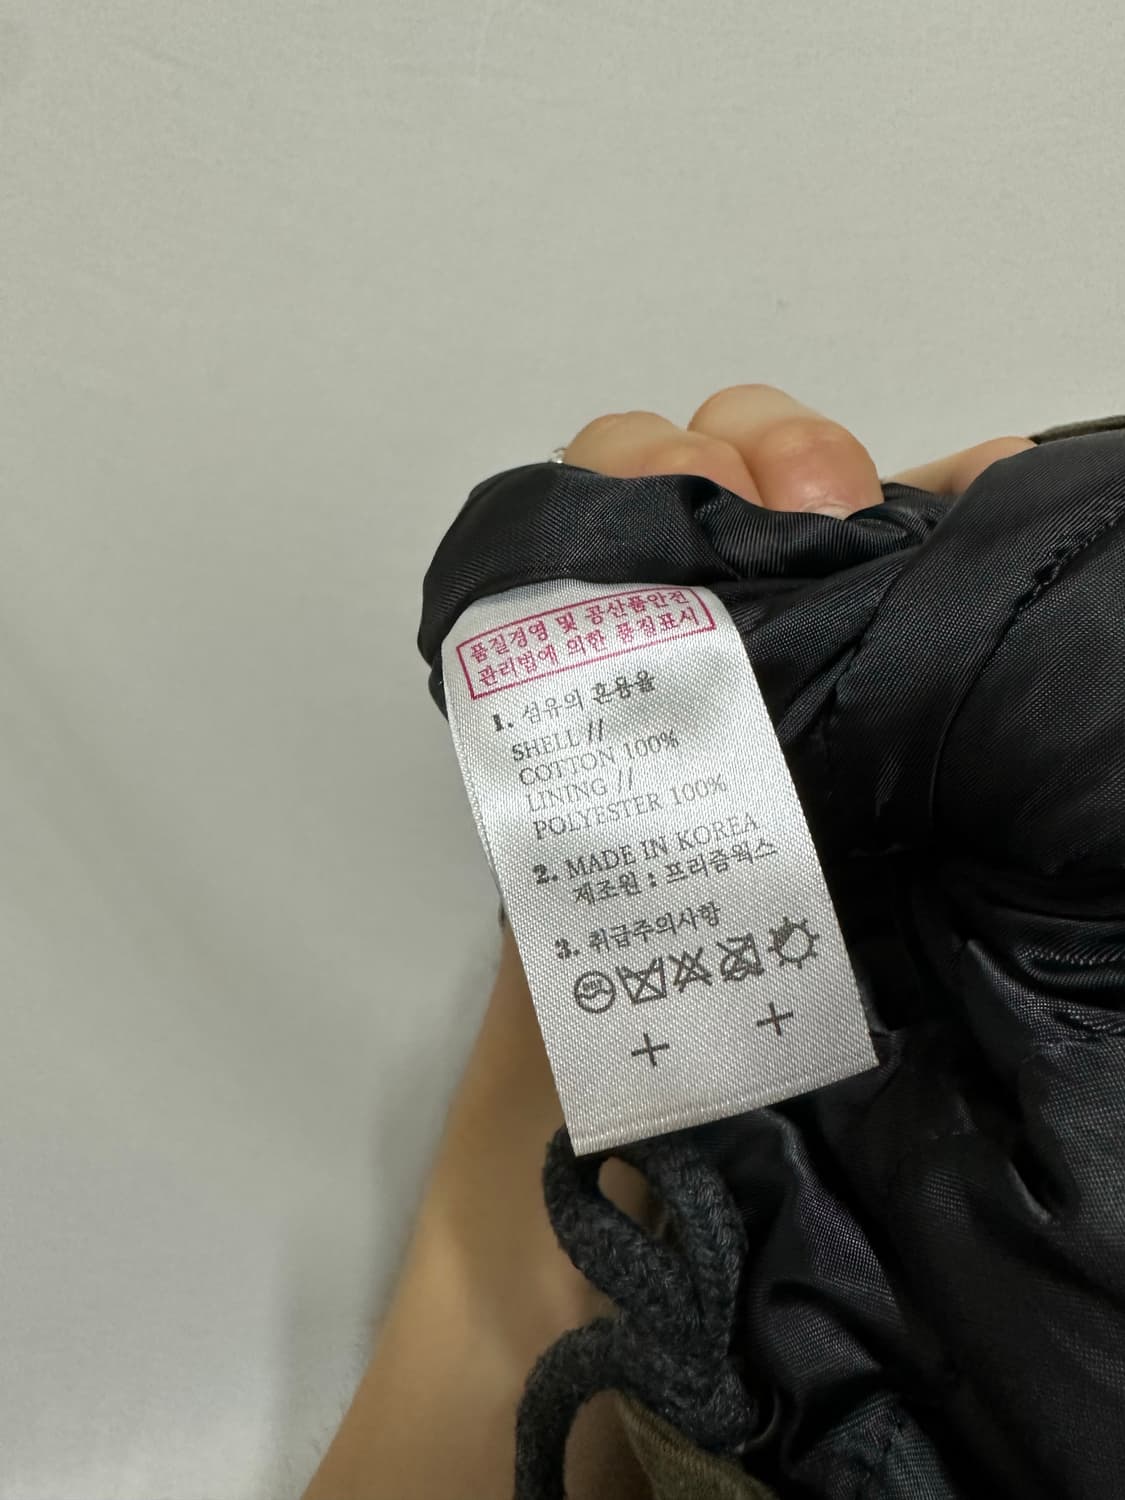 품질경영 및 공산품안전
관리법에 의한 품질표시
1. 섬유의 혼용율
SHELL //
COTTON 100%
LINING //
POLYESTER 100%
2. MADE IN KOREA
제조원 : 프리즘웍스
3. 취급주의사항